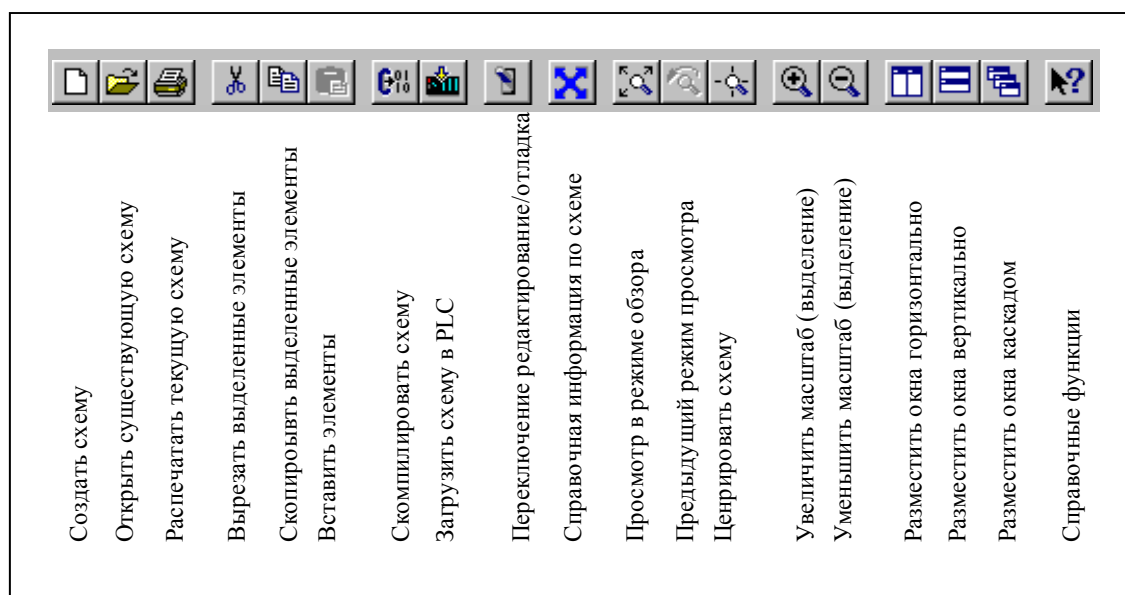 Создать схему
Открыть существующую схему
Распечатать текущую схему
Вырезать выделенные элементы
Скопировьть выделенные элементы
Вставить элементы
Скомпилировать схему
Загрузить схему в PLC
Переключение редактирование/отладка
Справочная информация по схеме
Просмотр в режиме обзора
Предыдущий режим просмотра
Ценрировать схему
Увеличить масштаб (выделение)
Уменьшить масштаб (выделение)
Разместить окна горизонтально
Разместить окна вертикально
Разместить окна каскадом
Справочные функции